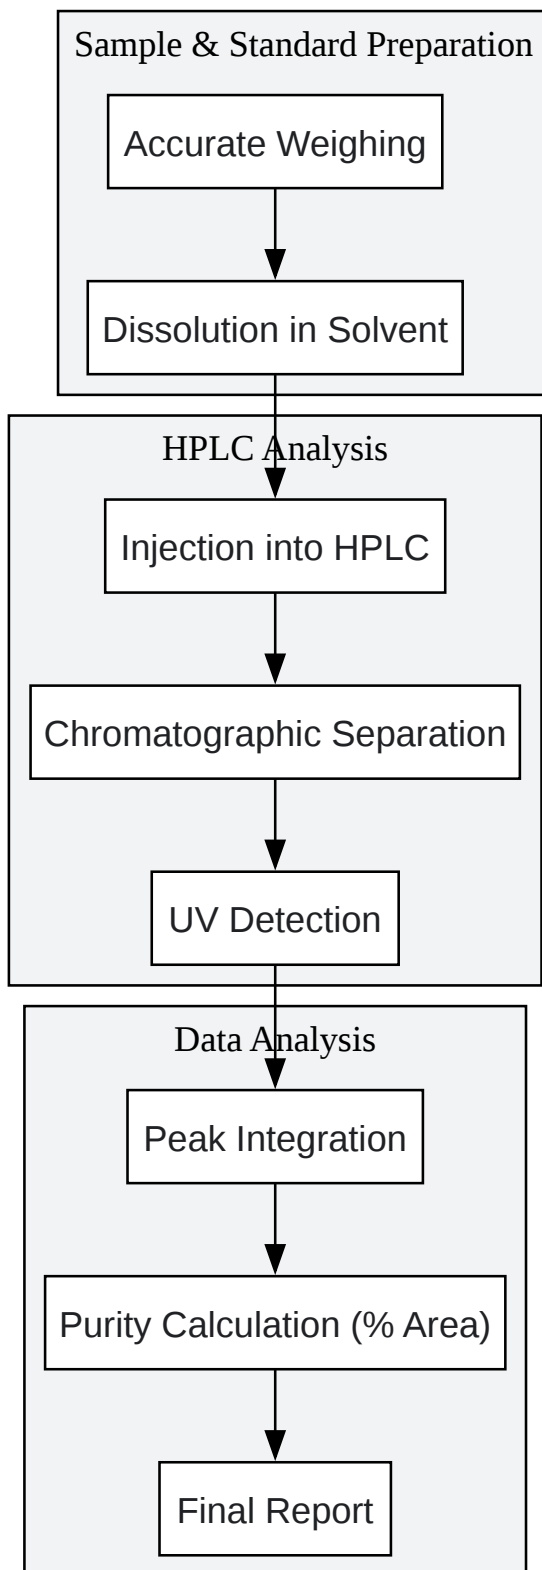 Sample & Standard Preparation
Accurate Weighing
Dissolution in Solvent
HPLC Analysis
Injection into HPLC
Chromatographic Separation
UV Detection
Data Analysis
Peak Integration
Purity Calculation (% Area)
Final Report